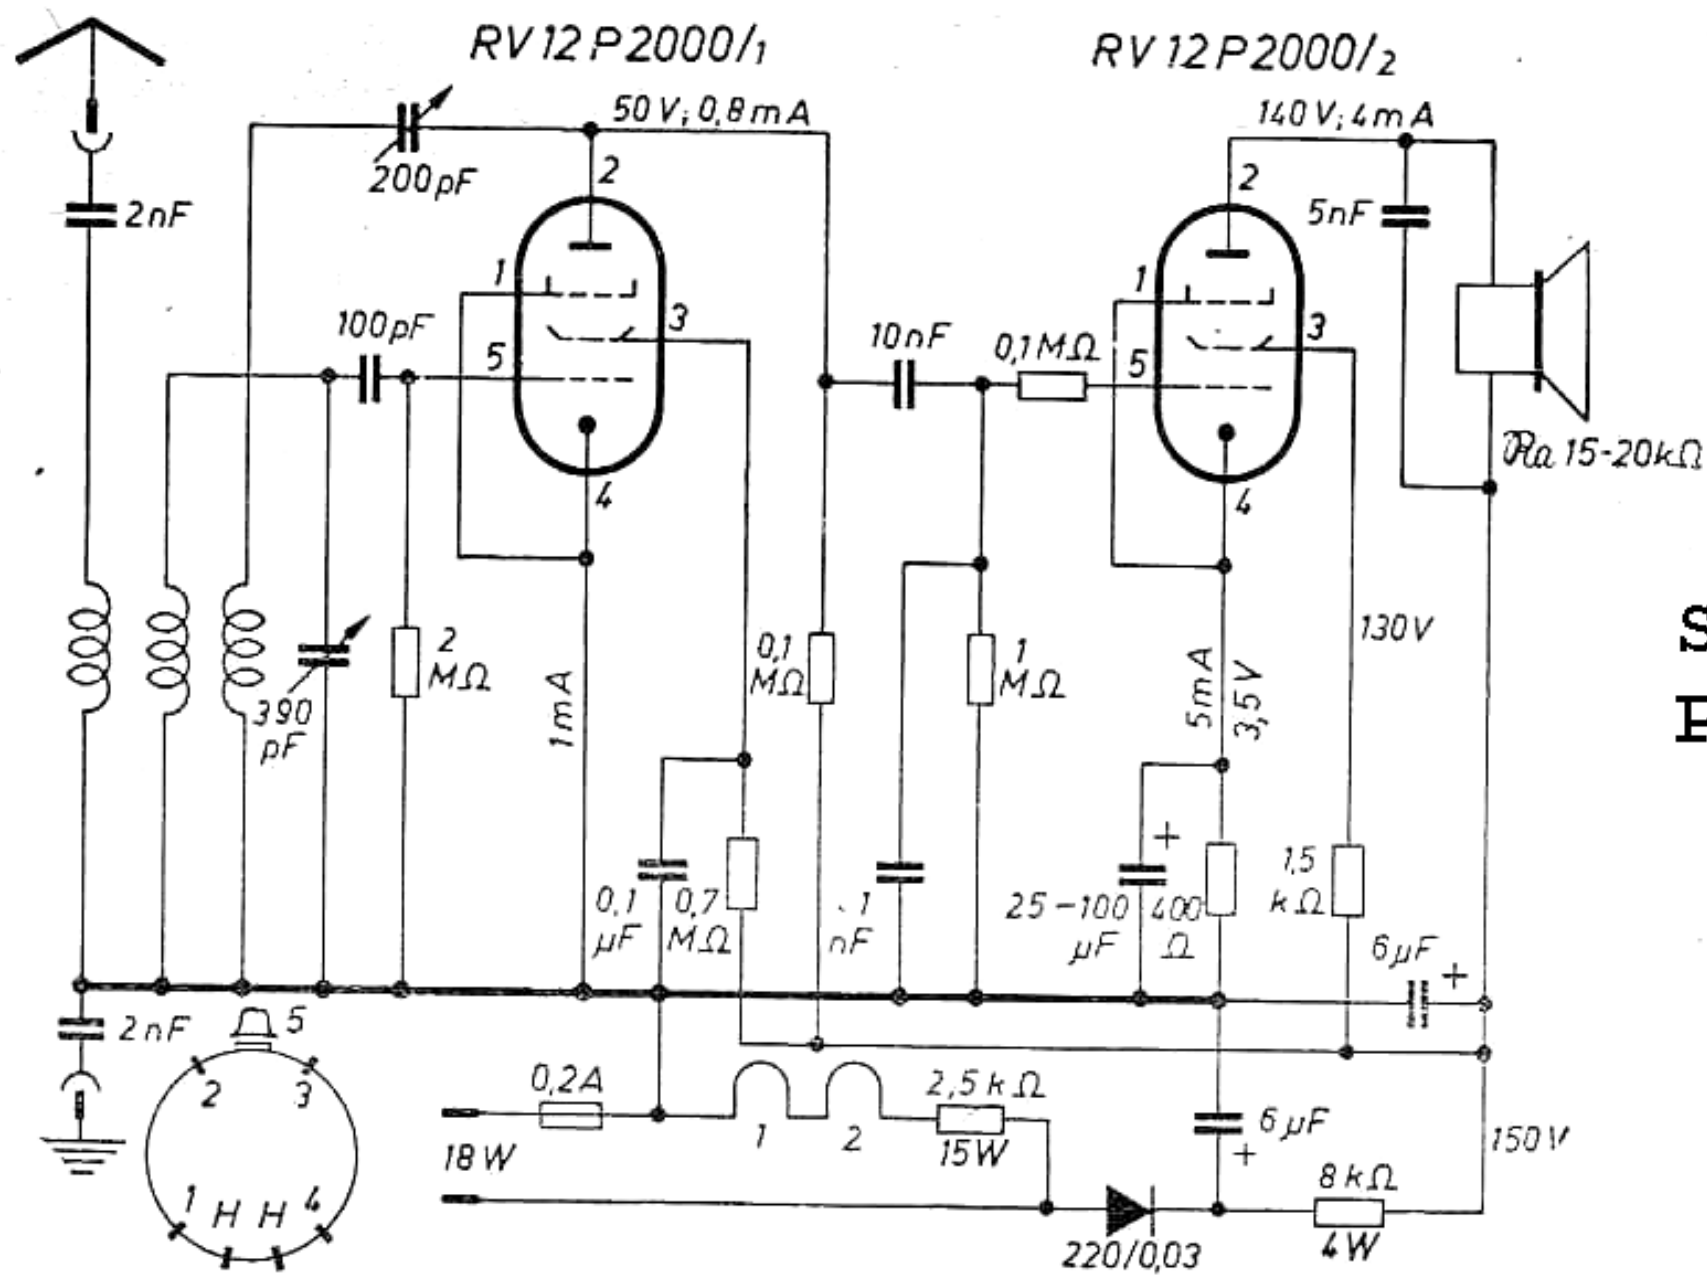 RV12P2000/1
RV12P2000/2
50V; 0,8mA
140V; 4mA
200pF
2
2
2nF
5nF
1
1
100pF
3
10nF
0,1MΩ
3
5
5
Ra 15-20kΩ
4
4
2
MΩ
0,1
MΩ
1
MΩ
130V
S
1mA
5mA
3,5V
390
pF
+
0,1
µF
0,7
MΩ
1
nF
25-100
µF
400
Ω
1,5
kΩ
6µF
+
2nF
5
2
3
0,2A
2,5kΩ
18W
1
2
15W
6µF
+
150V
1
H
H
4
8kΩ
4W
220/0,03